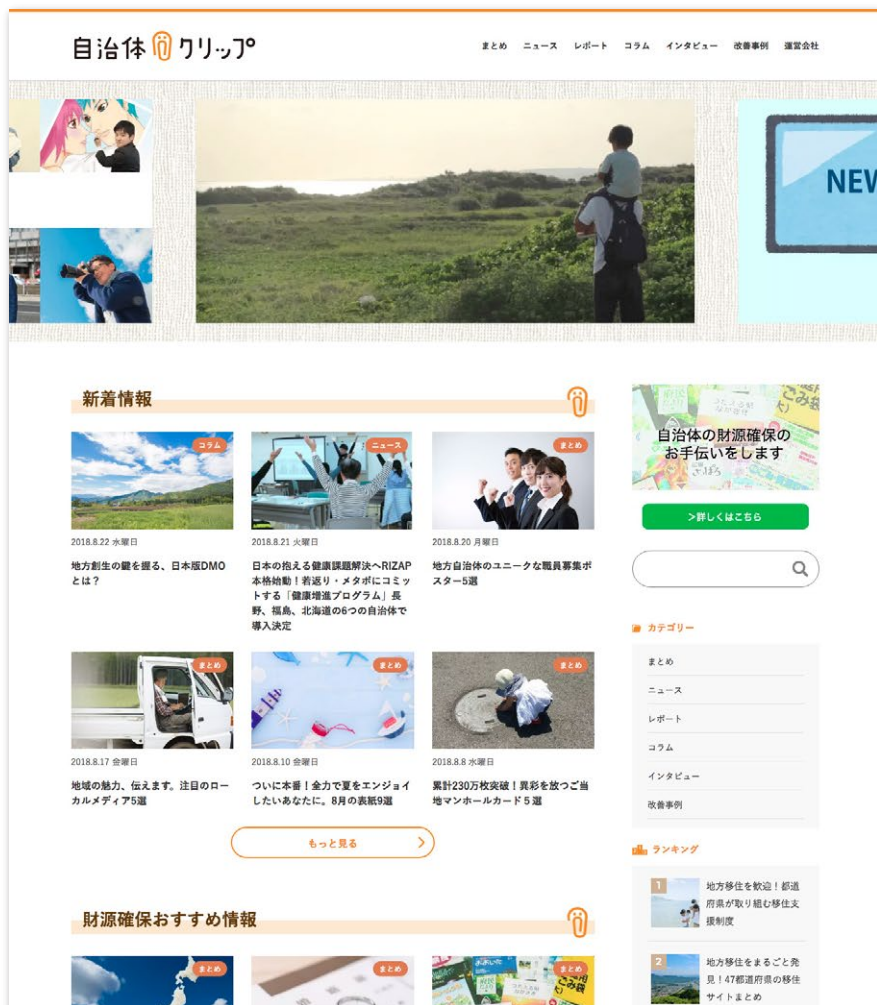 自治体クリップ
まとめ ニュース レポート コラム インタビュー 改善事例 運営会社
NEW
新着情報
コラム
2018.8.22 水曜日
地方創生の鍵を握る、日本版DMO
とは？
ニュース
2018.8.21 火曜日
日本の抱える健康課題解決へRIZAP
本格始動！若返り・メタボにコミッ
トする「健康増進プログラム」長
野、福島、北海道の6つの自治体で
導入決定
まとめ
2018.8.20 月曜日
地方自治体のユニークな職員募集ポ
スター5選
まとめ
2018.8.17 金曜日
地域の魅力、伝えます。注目のロー
カルメディア5選
まとめ
2018.8.10 金曜日
ついに本番！全力で夏をエンジョイ
したいあなたに。8月の表紙9選
まとめ
2018.8.8 水曜日
累計230万枚突破！異彩を放つご当
地マンホールカード５選
もっと見る
財源確保おすすめ情報
まとめ
まとめ
まとめ
自治体の財源確保の
お手伝いをします
>詳しくはこちら
カテゴリー
まとめ
ニュース
レポート
コラム
インタビュー
改善事例
ランキング
1
地方移住を歓迎！都道
府県が取り組む移住支
援制度
2
地方移住をまるごと発
見！47都道府県の移住
サイトまとめ